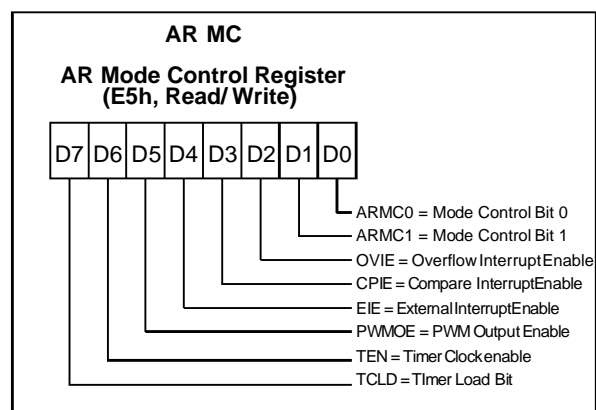 AR MC
AR Mode Control Register
(E5h, Read/ Write)
D7 D6 D5 D4 D3 D2 D1 D0
ARMC0 = Mode Control Bit 0
ARMC1 = Mode Control Bit 1
OVIE = Overflow Interrupt Enable
CPIE = Compare InterruptEnable
EIE = ExternalInterruptEnable
PWMOE = PWM Output Enable
TEN = Timer Clockenable
TCLD = TImer Load Bit